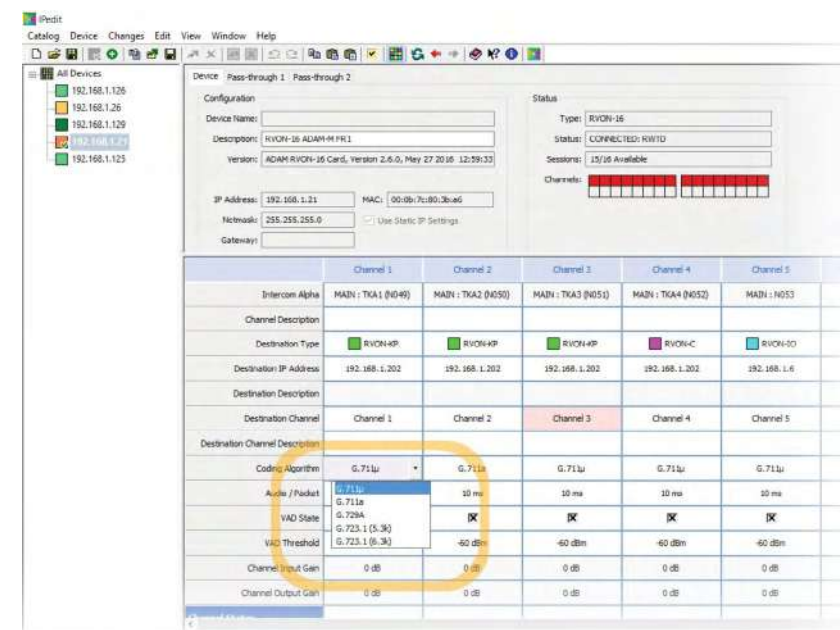 IPedit
Catalog Device Changes Edit View Window Help
All Devices
192.168.1.126
192.168.1.26
192.168.1.129
192.168.1.21
192.168.1.125
Device Pass-through 1 Pass-through 2
Configuration
Device Name:
Description: RVON-16 ADAM-M FR1
Version: ADAM RVON-16 Card, Version 2.6.0, May 27 2016 12:59:33
IP Address: 192.168.1.21 MAC: 00:0b:7c:80:3b:a6
Netmask: 255.255.255.0 Use Static IP Settings
Gateway:
Status
Type: RVON-16
Status: CONNECTED: RWTD
Sessions: 15/16 Available
Channels:
Channel 1 Channel 2 Channel 3 Channel 4 Channel 5
Intercom Alpha MAIN : TKA1 (N049) MAIN : TKA2 (N050) MAIN : TKA3 (N051) MAIN : TKA4 (N052) MAIN : N053
Channel Description
Destination Type RVON-KP RVON-KP RVON-KP RVON-C RVON-IO
Destination IP Address 192.168.1.202 192.168.1.202 192.168.1.202 192.168.1.202 192.168.1.6
Destination Description
Destination Channel Channel 1 Channel 2 Channel 3 Channel 4 Channel 5
Destination Channel Description
Coding Algorithm G.711µ G.711a G.711µ G.711µ G.711µ
Audio / Packet 10 ms 10 ms 10 ms 10 ms
G.711µ
G.711a
G.729A
G.723.1 (5.3k)
G.723.1 (6.3k)
VAD State
VAD Threshold -60 dBm -60 dBm -60 dBm -60 dBm
Channel Input Gain 0 dB 0 dB 0 dB 0 dB 0 dB
Channel Output Gain 0 dB 0 dB 0 dB 0 dB 0 dB